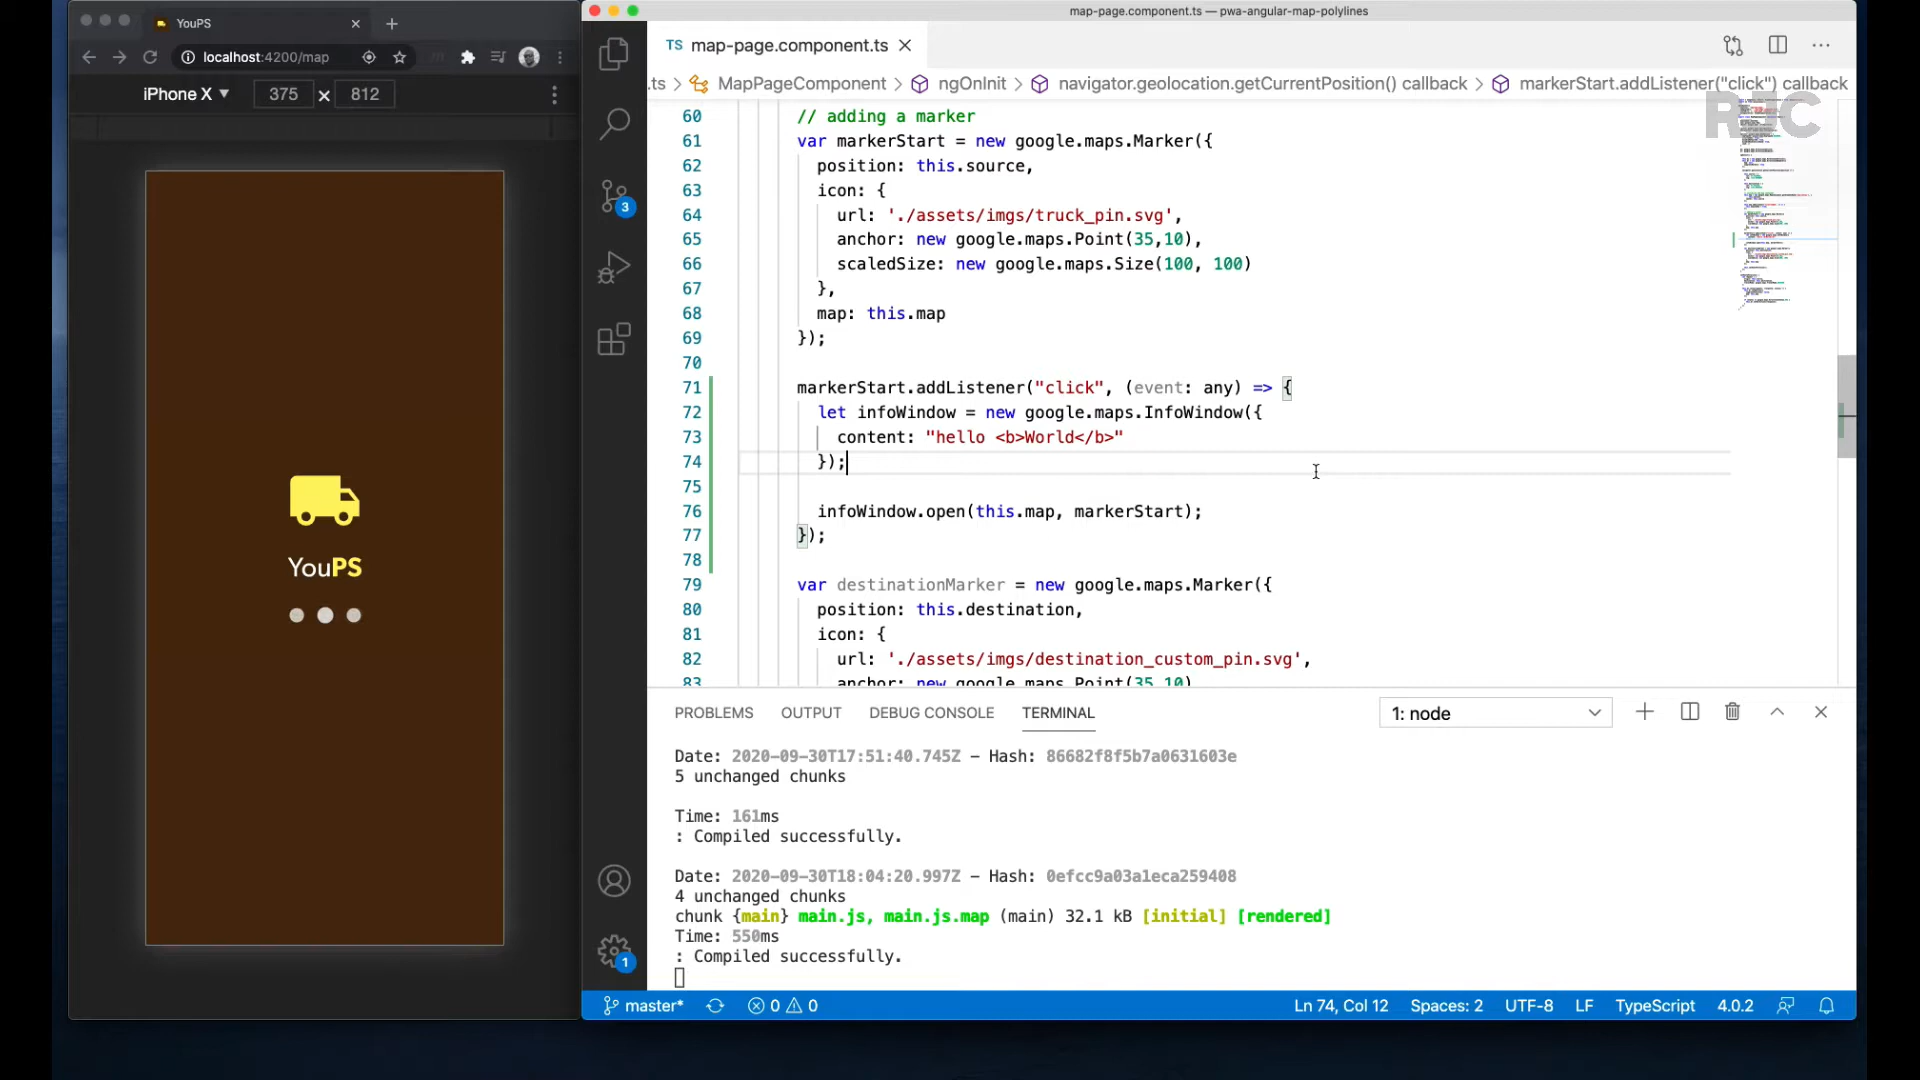 YouPS
localhost:4200/map
iPhone X ▼ 375 × 812
YouPS
map-page.component.ts — pwa-angular-map-polylines
TS map-page.component.ts
.ts > MapPageComponent > ngOnInit > navigator.geolocation.getCurrentPosition() callback > markerStart.addListener("click") callback
60 // adding a marker
61 var markerStart = new google.maps.Marker({
62 position: this.source,
63 icon: {
64 url: './assets/imgs/truck_pin.svg',
65 anchor: new google.maps.Point(35,10),
66 scaledSize: new google.maps.Size(100, 100)
67 },
68 map: this.map
69 });
70
71 markerStart.addListener("click", (event: any) => {
72 let infoWindow = new google.maps.InfoWindow({
73 content: "hello <b>World</b>"
74 });
75
76 infoWindow.open(this.map, markerStart);
77 });
78
79 var destinationMarker = new google.maps.Marker({
80 position: this.destination,
81 icon: {
82 url: './assets/imgs/destination_custom_pin.svg',
83 anchor: new google.maps.Point(35,10),
3
1
PROBLEMS OUTPUT DEBUG CONSOLE TERMINAL 1: node
Date: 2020-09-30T17:51:40.745Z - Hash: 86682f8f5b7a0631603e
5 unchanged chunks
Time: 161ms
: Compiled successfully.
Date: 2020-09-30T18:04:20.997Z - Hash: 0efcc9a03a1eca259408
4 unchanged chunks
chunk {main} main.js, main.js.map (main) 32.1 kB [initial] [rendered]
Time: 550ms
: Compiled successfully.
master* 0 0 Ln 74, Col 12 Spaces: 2 UTF-8 LF TypeScript 4.0.2